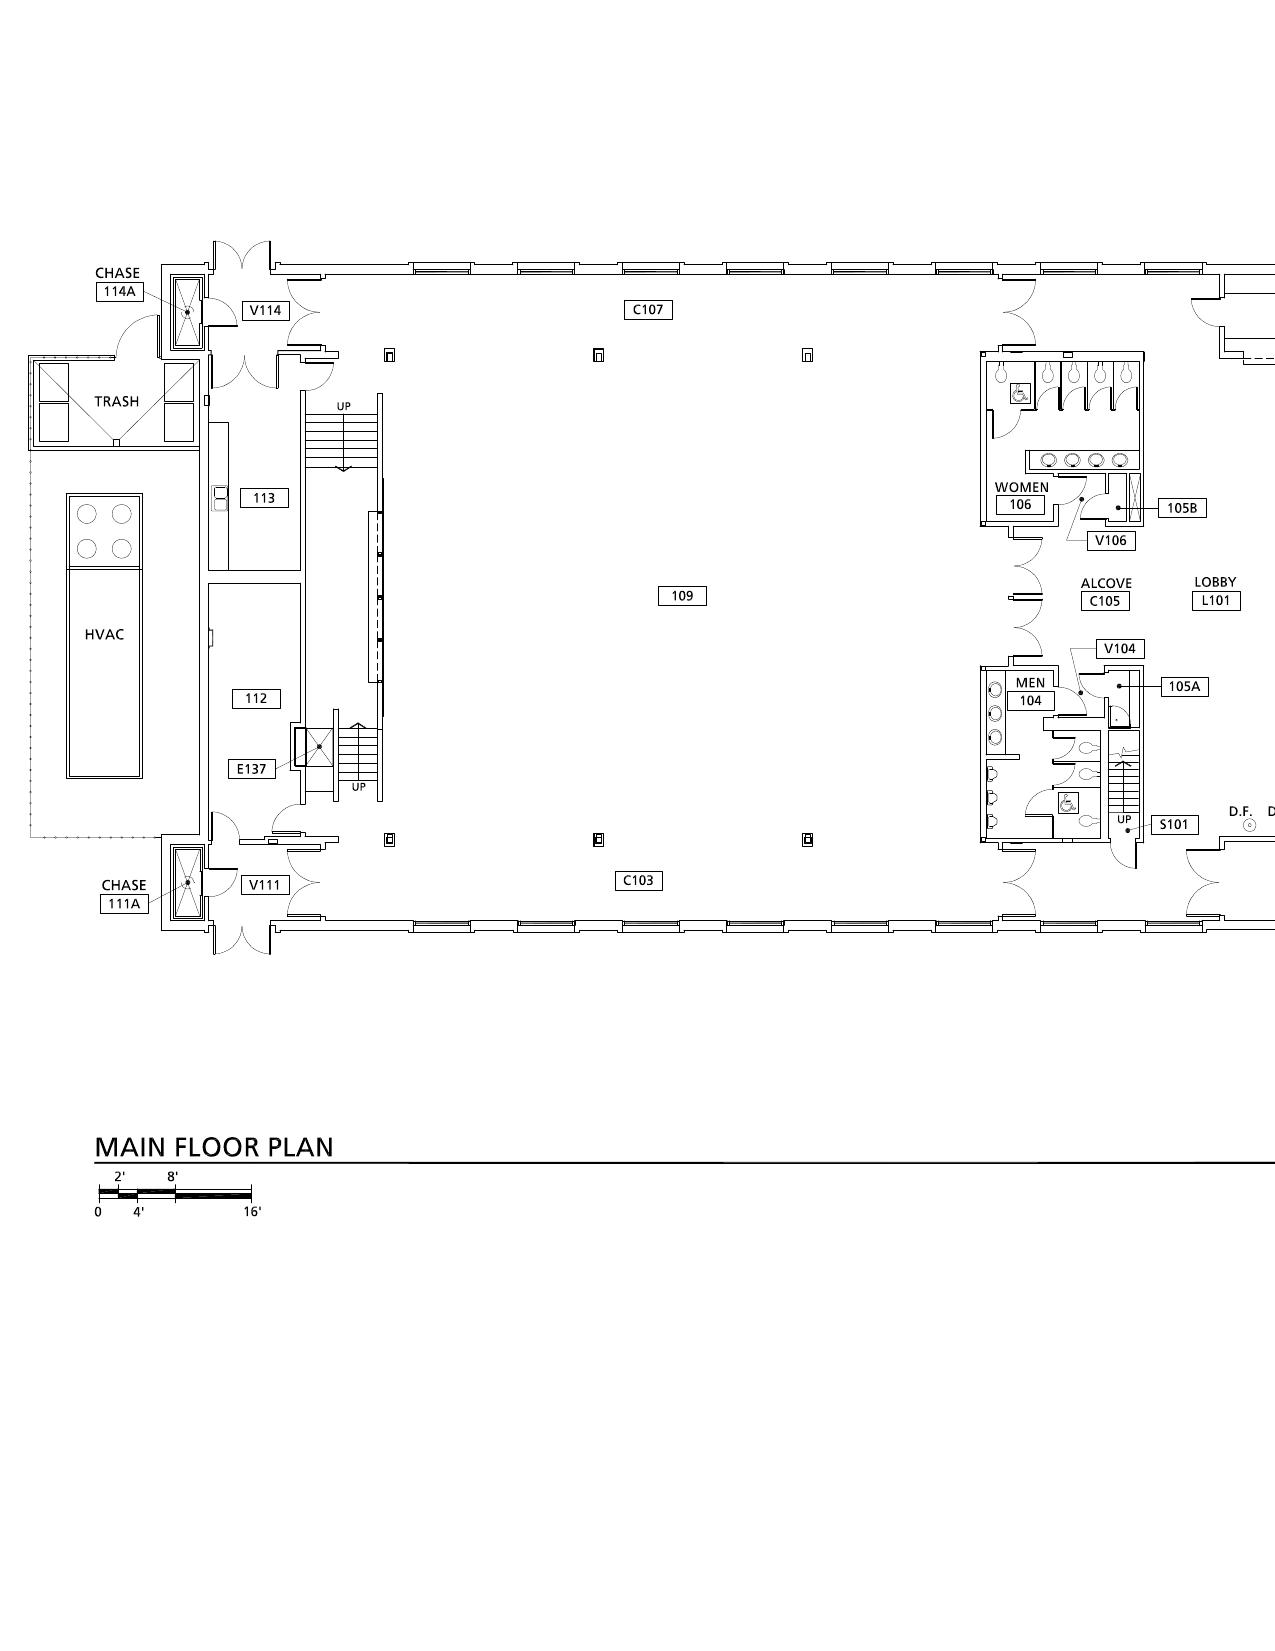 CHASE
114A
V114
C107
TRASH
UP
113
WOMEN
106
105B
V106
HVAC
109
ALCOVE
C105
LOBBY
L101
V104
112
MEN
104
105A
E137
UP
UP
S101
D.F.
D
CHASE
111A
V111
C103
MAIN FLOOR PLAN
2' 8'
0 4' 16'